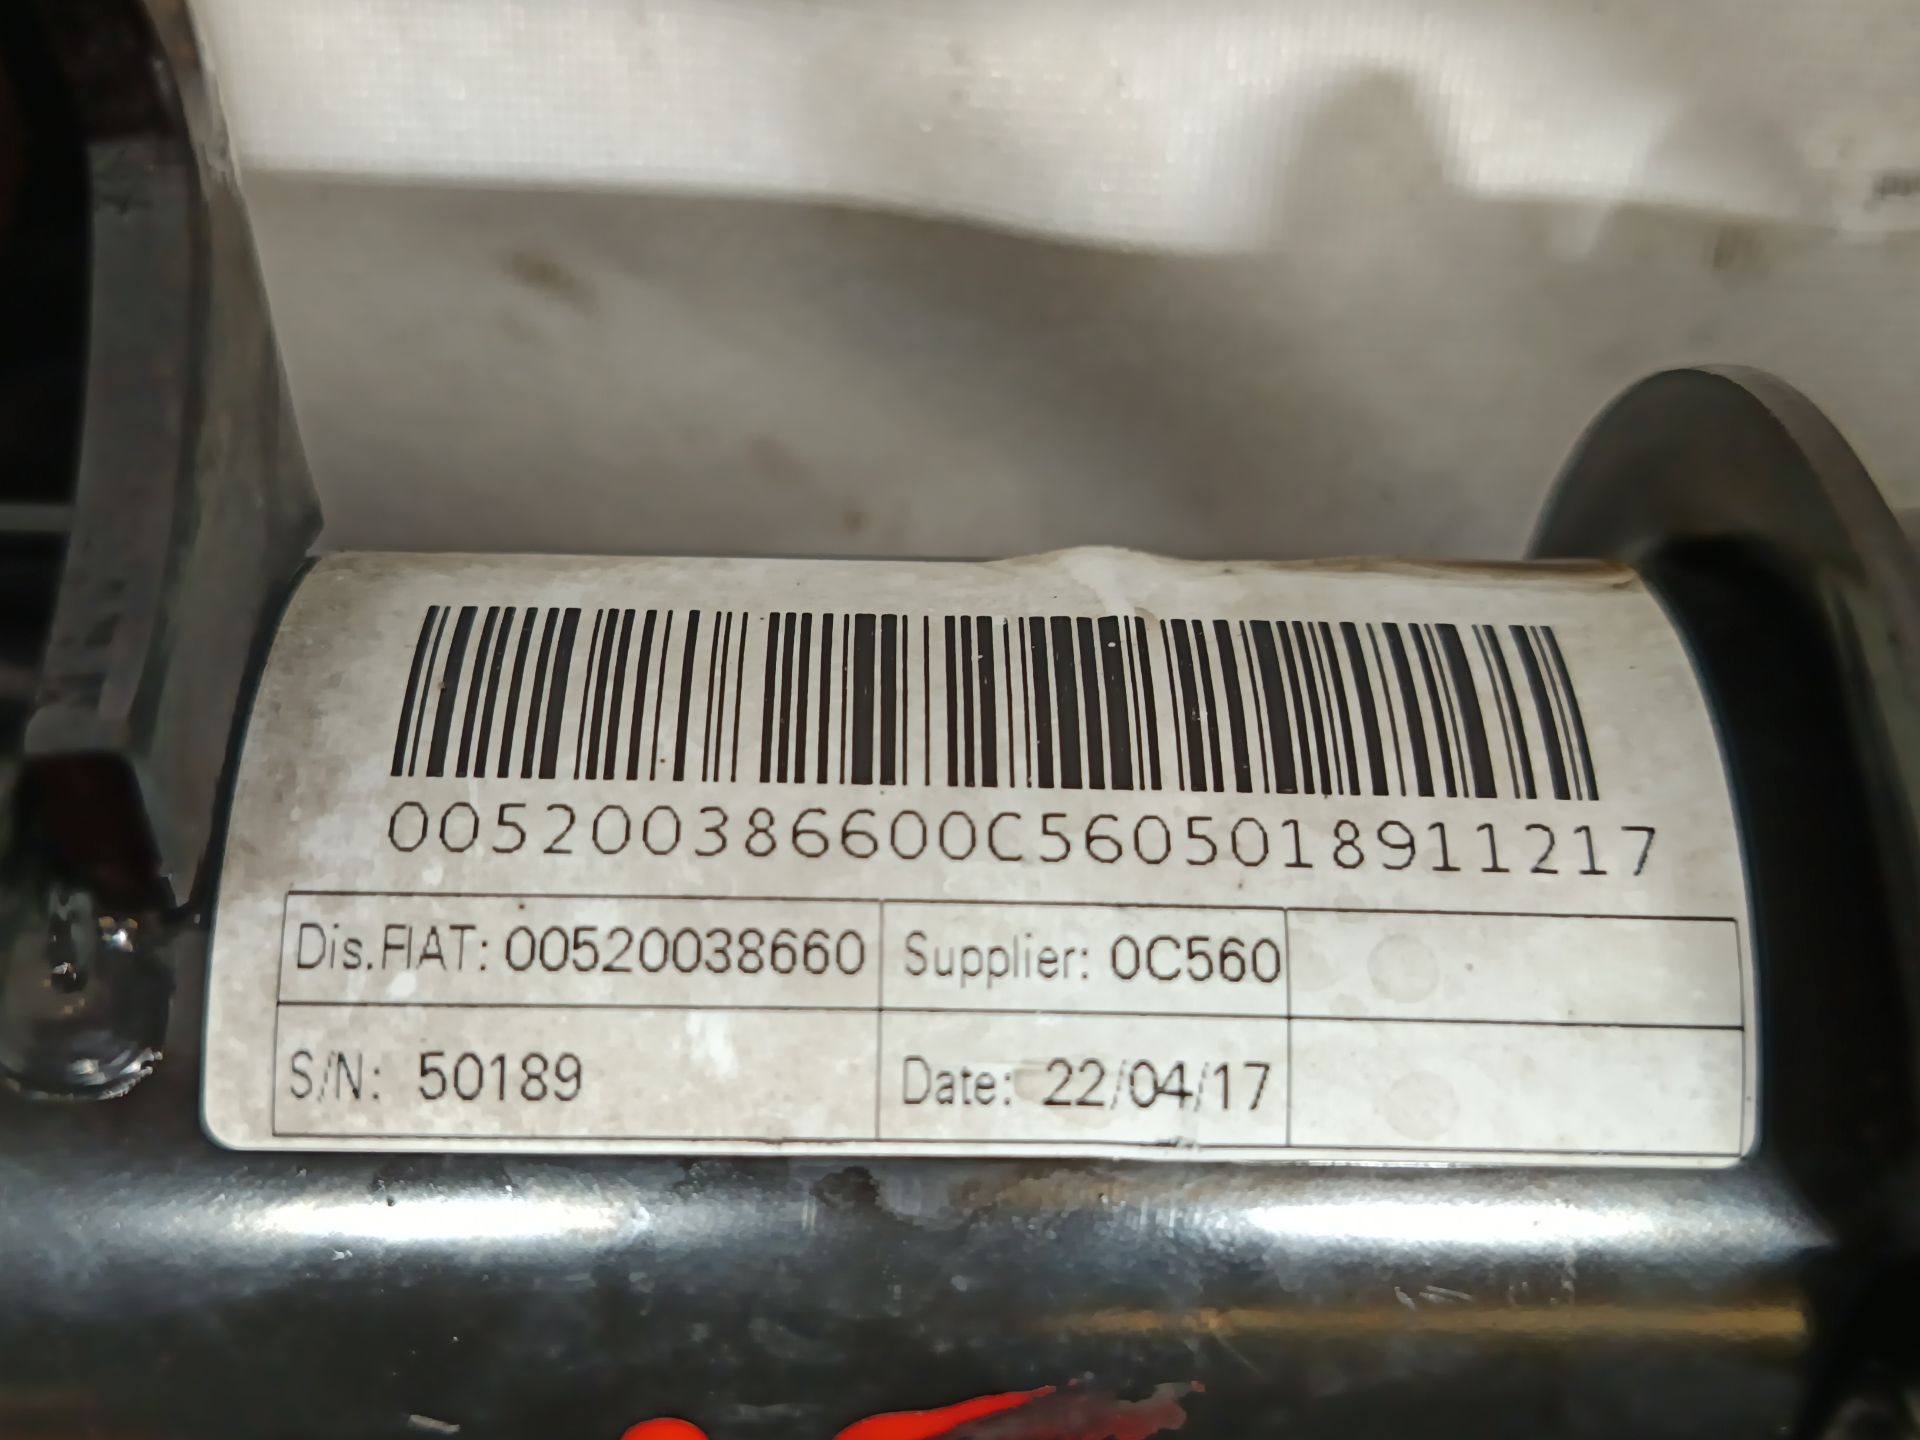 005200386600C5605018911217
Dis.FIAT: 00520038660 Supplier: 0C560
S/N: 50189 Date: 22/04/17